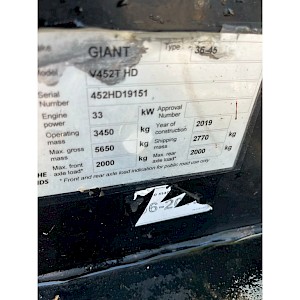 GIANT Type 36-45
Model V452T HD
Serial Number 452HD19151
Engine power 33 kW Approval Number
Operating mass 3450 kg Year of construction 2019
Max. gross mass 5650 kg Shipping mass 2770 kg
Max. front axle load* 2000 kg Max. rear axle load* 2000 kg
* Front and rear axle load indication for public road use only
THE
NDS